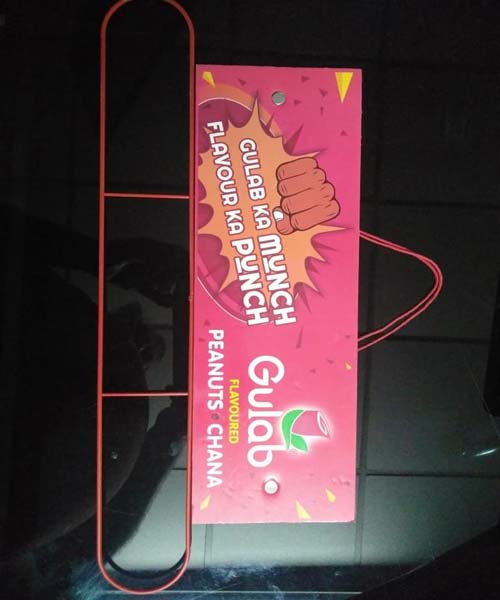 GULAB KA MUNCH
FLAVOUR KA PUNCH
Gulab
FLAVOURED
PEANUTS & CHANA